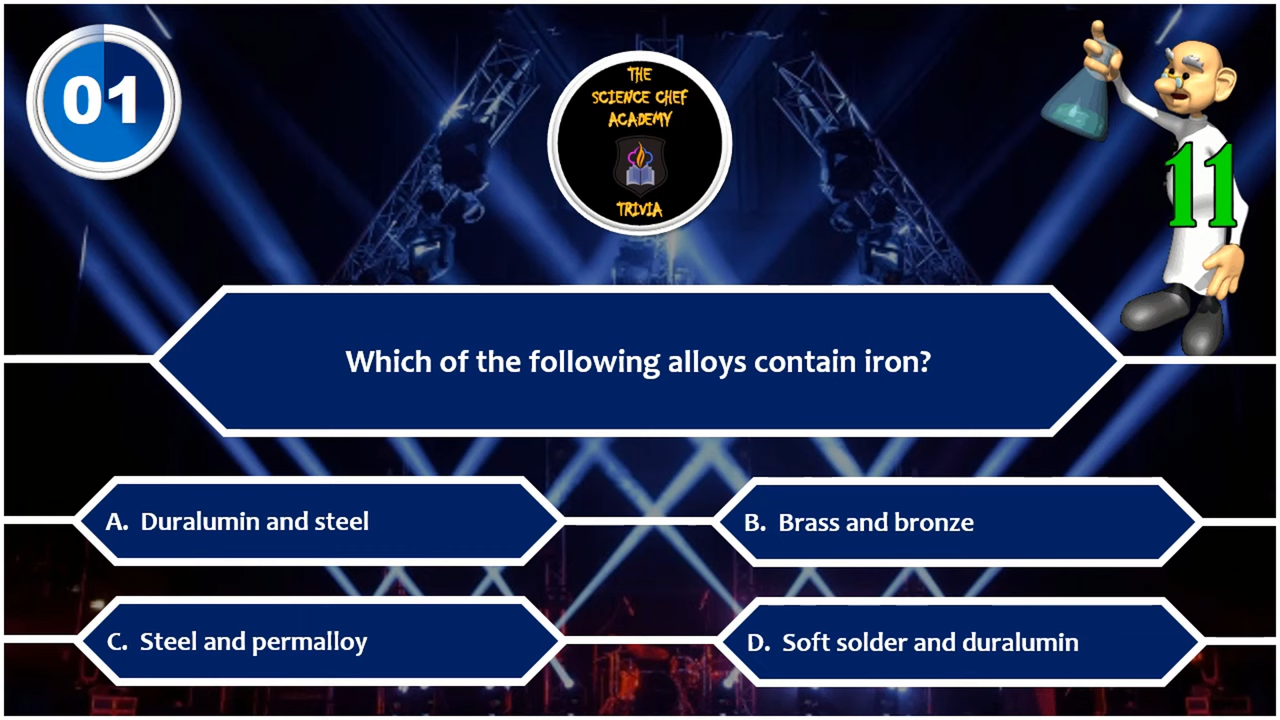 01
THE
SCIENCE CHEF
ACADEMY
TRIVIA
11
Which of the following alloys contain iron?
A. Duralumin and steel
B. Brass and bronze
C. Steel and permalloy
D. Soft solder and duralumin